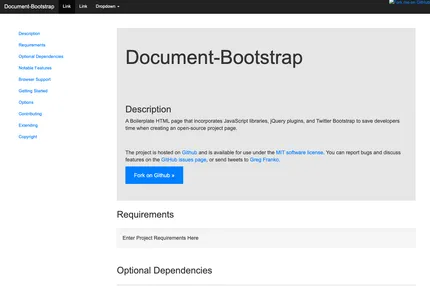 Document-Bootstrap Link Link Dropdown
Fork me on GitHub
Description
Requirements
Optional Dependencies
Notable Features
Browser Support
Getting Started
Options
Contributing
Extending
Copyright
Document-Bootstrap
Description
A Boilerplate HTML page that incorporates JavaScript libraries, jQuery plugins, and Twitter Bootstrap to save developers
time when creating an open-source project page.
The project is hosted on Github and is available for use under the MIT software license. You can report bugs and discuss
features on the GitHub issues page, or send tweets to Greg Franko.
Fork on Github »
Requirements
Enter Project Requirements Here
Optional Dependencies